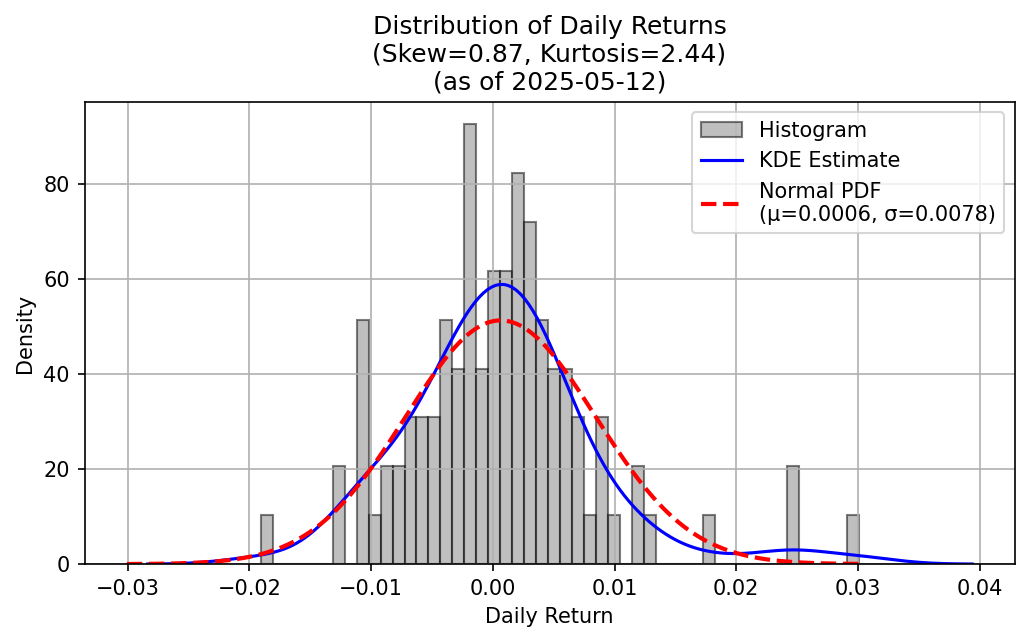 Distribution of Daily Returns
(Skew=0.87, Kurtosis=2.44)
(as of 2025-05-12)
Histogram
KDE Estimate
Normal PDF
(μ=0.0006, σ=0.0078)
Density
80
60
40
20
0
−0.03 −0.02 −0.01 0.00 0.01 0.02 0.03 0.04
Daily Return